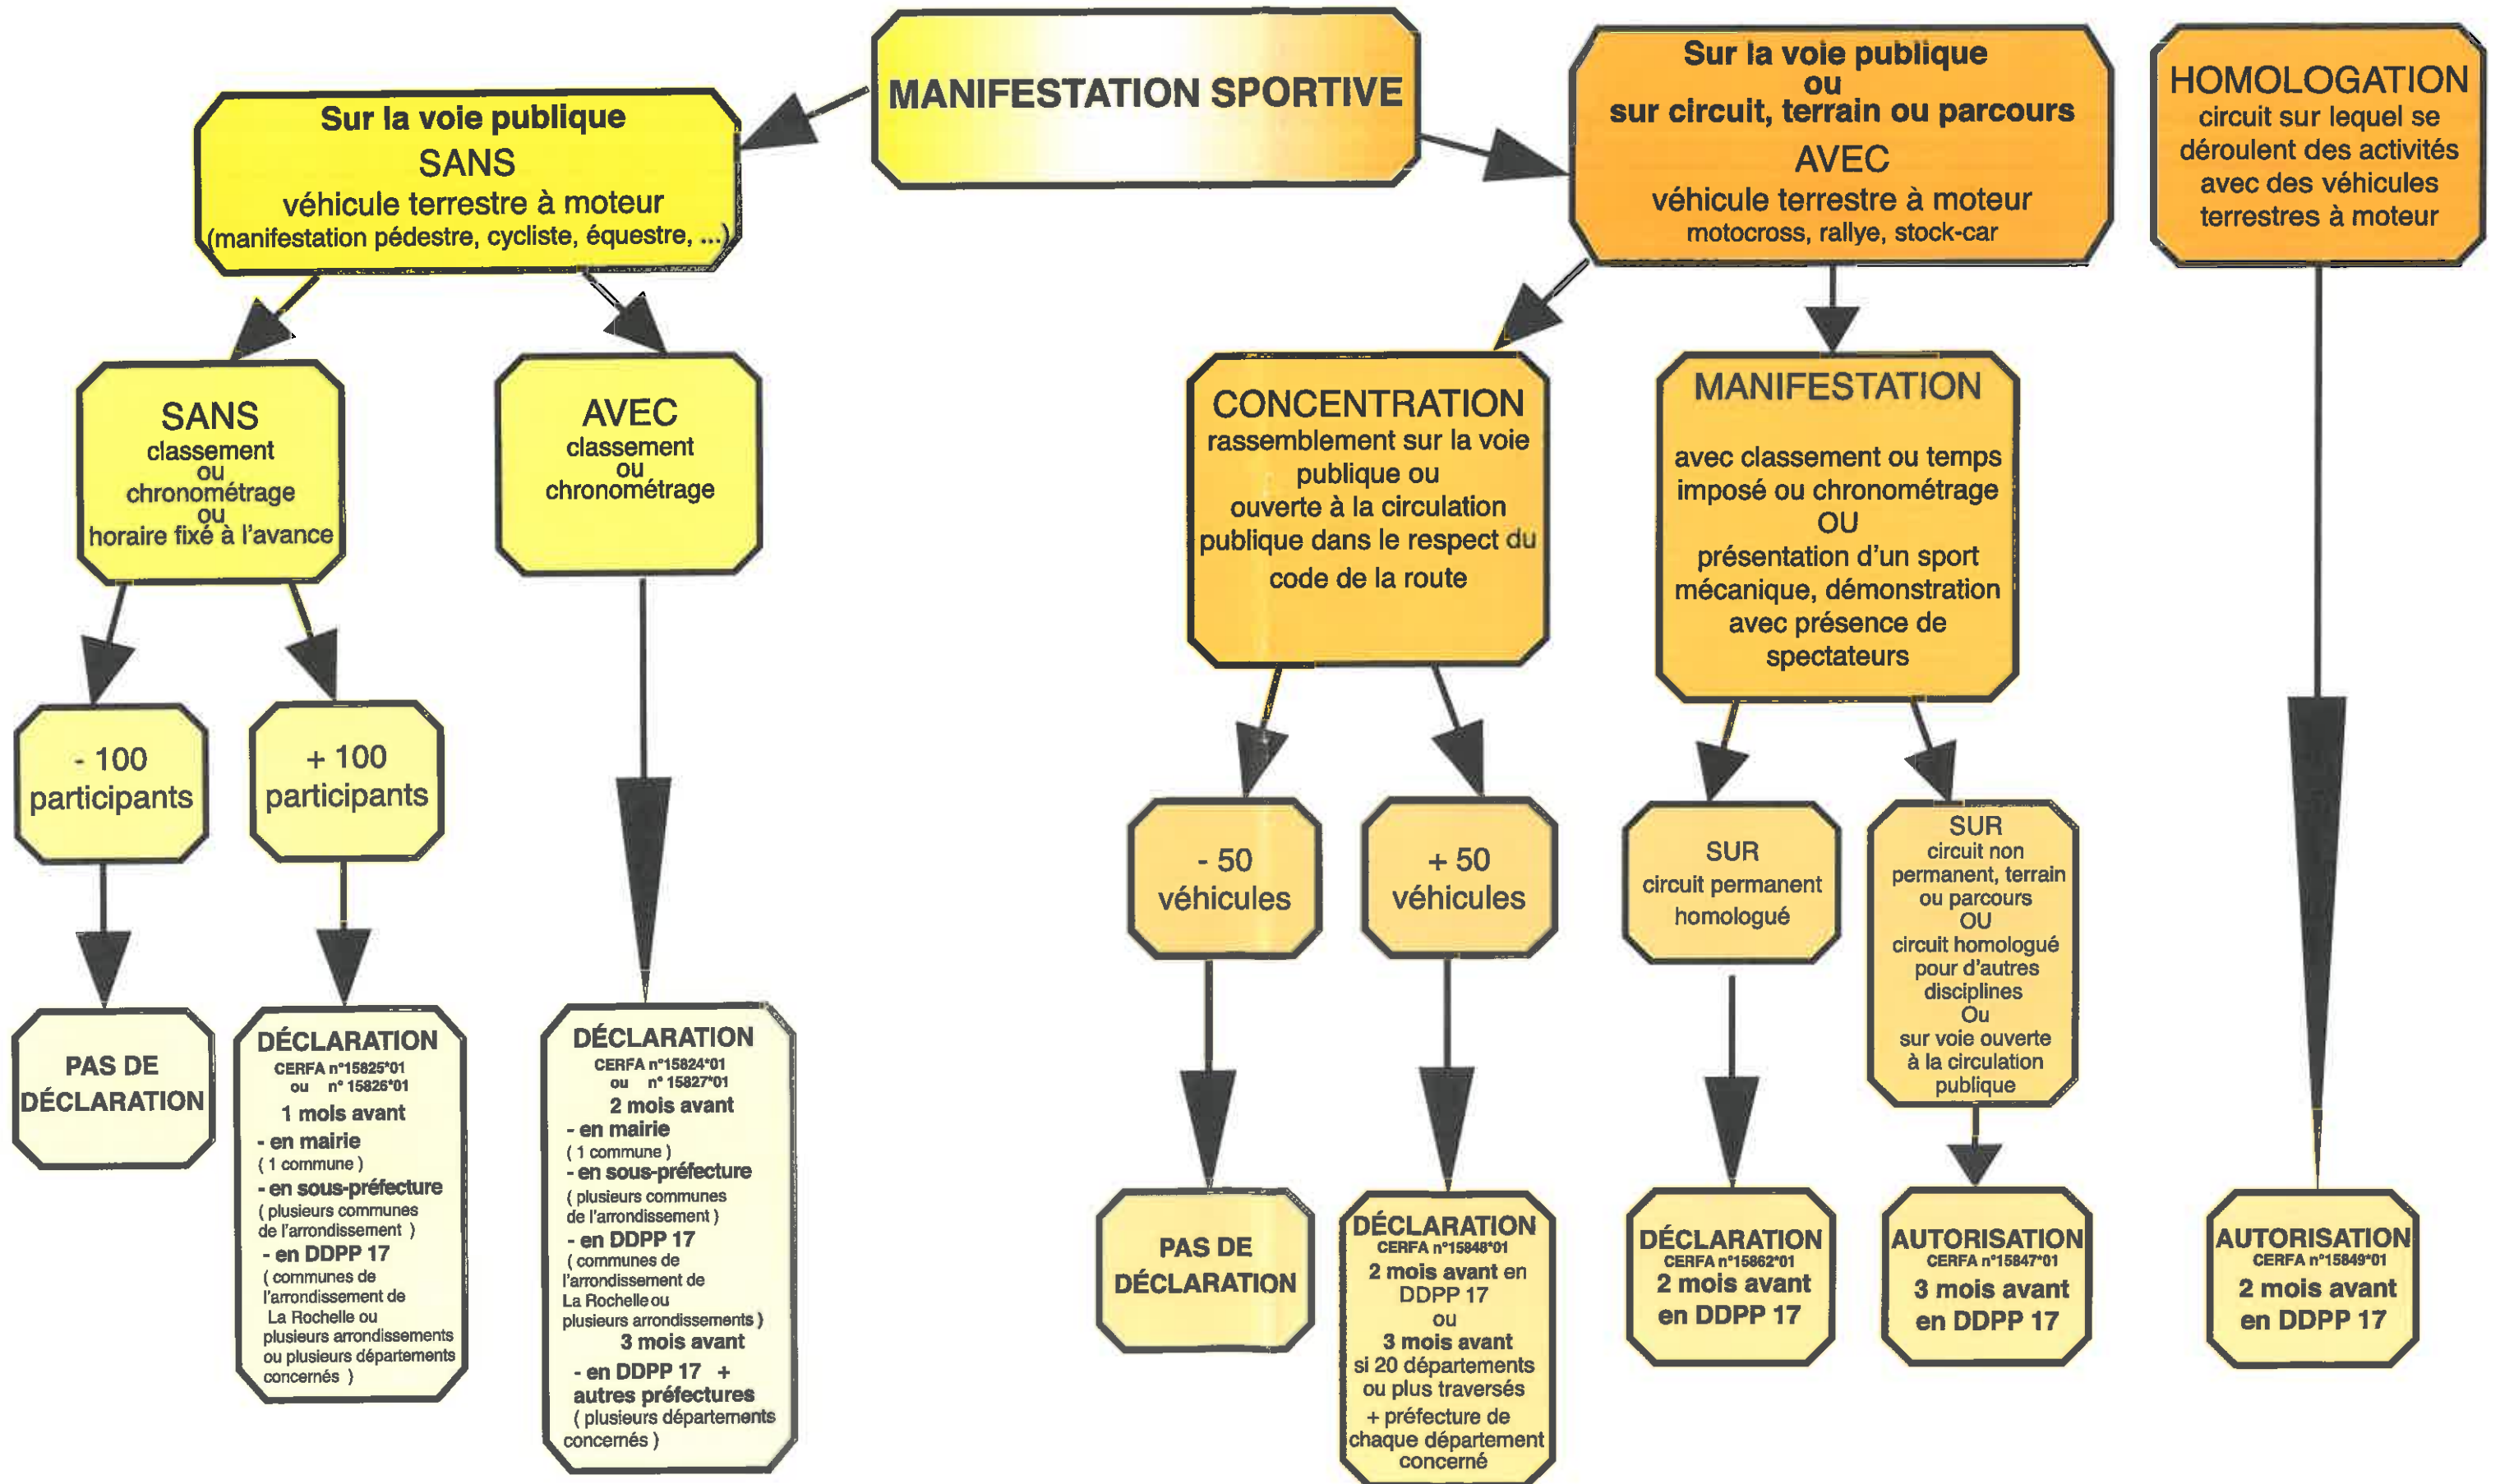 MANIFESTATION SPORTIVE
Sur la voie publique
SANS
véhicule terrestre à moteur
(manifestation pédestre, cycliste, équestre, ...)
Sur la voie publique
ou
sur circuit, terrain ou parcours
AVEC
véhicule terrestre à moteur
motocross, rallye, stock-car
HOMOLOGATION
circuit sur lequel se
déroulent des activités
avec des véhicules
terrestres à moteur
SANS
classement
ou
chronométrage
ou
horaire fixé à l'avance
AVEC
classement
ou
chronométrage
CONCENTRATION
rassemblement sur la voie
publique ou
ouverte à la circulation
publique dans le respect du
code de la route
MANIFESTATION
avec classement ou temps
imposé ou chronométrage
OU
présentation d'un sport
mécanique, démonstration
avec présence de
spectateurs
- 100
participants
+ 100
participants
- 50
véhicules
+ 50
véhicules
SUR
circuit permanent
homologué
SUR
circuit non
permanent, terrain
ou parcours
OU
circuit homologué
pour d'autres
disciplines
Ou
sur voie ouverte
à la circulation
publique
PAS DE
DÉCLARATION
DÉCLARATION
CERFA n°15825*01
ou n° 15826*01
1 mois avant
- en mairie
( 1 commune )
- en sous-préfecture
( plusieurs communes
de l'arrondissement )
- en DDPP 17
( communes de
l'arrondissement de
La Rochelle ou
plusieurs arrondissements
ou plusieurs départements
concernés )
DÉCLARATION
CERFA n°15824*01
ou n° 15827*01
2 mois avant
- en mairie
( 1 commune )
- en sous-préfecture
( plusieurs communes
de l'arrondissement )
- en DDPP 17
( communes de
l'arrondissement de
La Rochelle ou
plusieurs arrondissements )
3 mois avant
- en DDPP 17 +
autres préfectures
( plusieurs départements
concernés )
PAS DE
DÉCLARATION
DÉCLARATION
CERFA n°15848*01
2 mois avant en
DDPP 17
ou
3 mois avant
si 20 départements
ou plus traversés
+ préfecture de
chaque département
concerné
DÉCLARATION
CERFA n°15862*01
2 mois avant
en DDPP 17
AUTORISATION
CERFA n°15847*01
3 mois avant
en DDPP 17
AUTORISATION
CERFA n°15849*01
2 mois avant
en DDPP 17